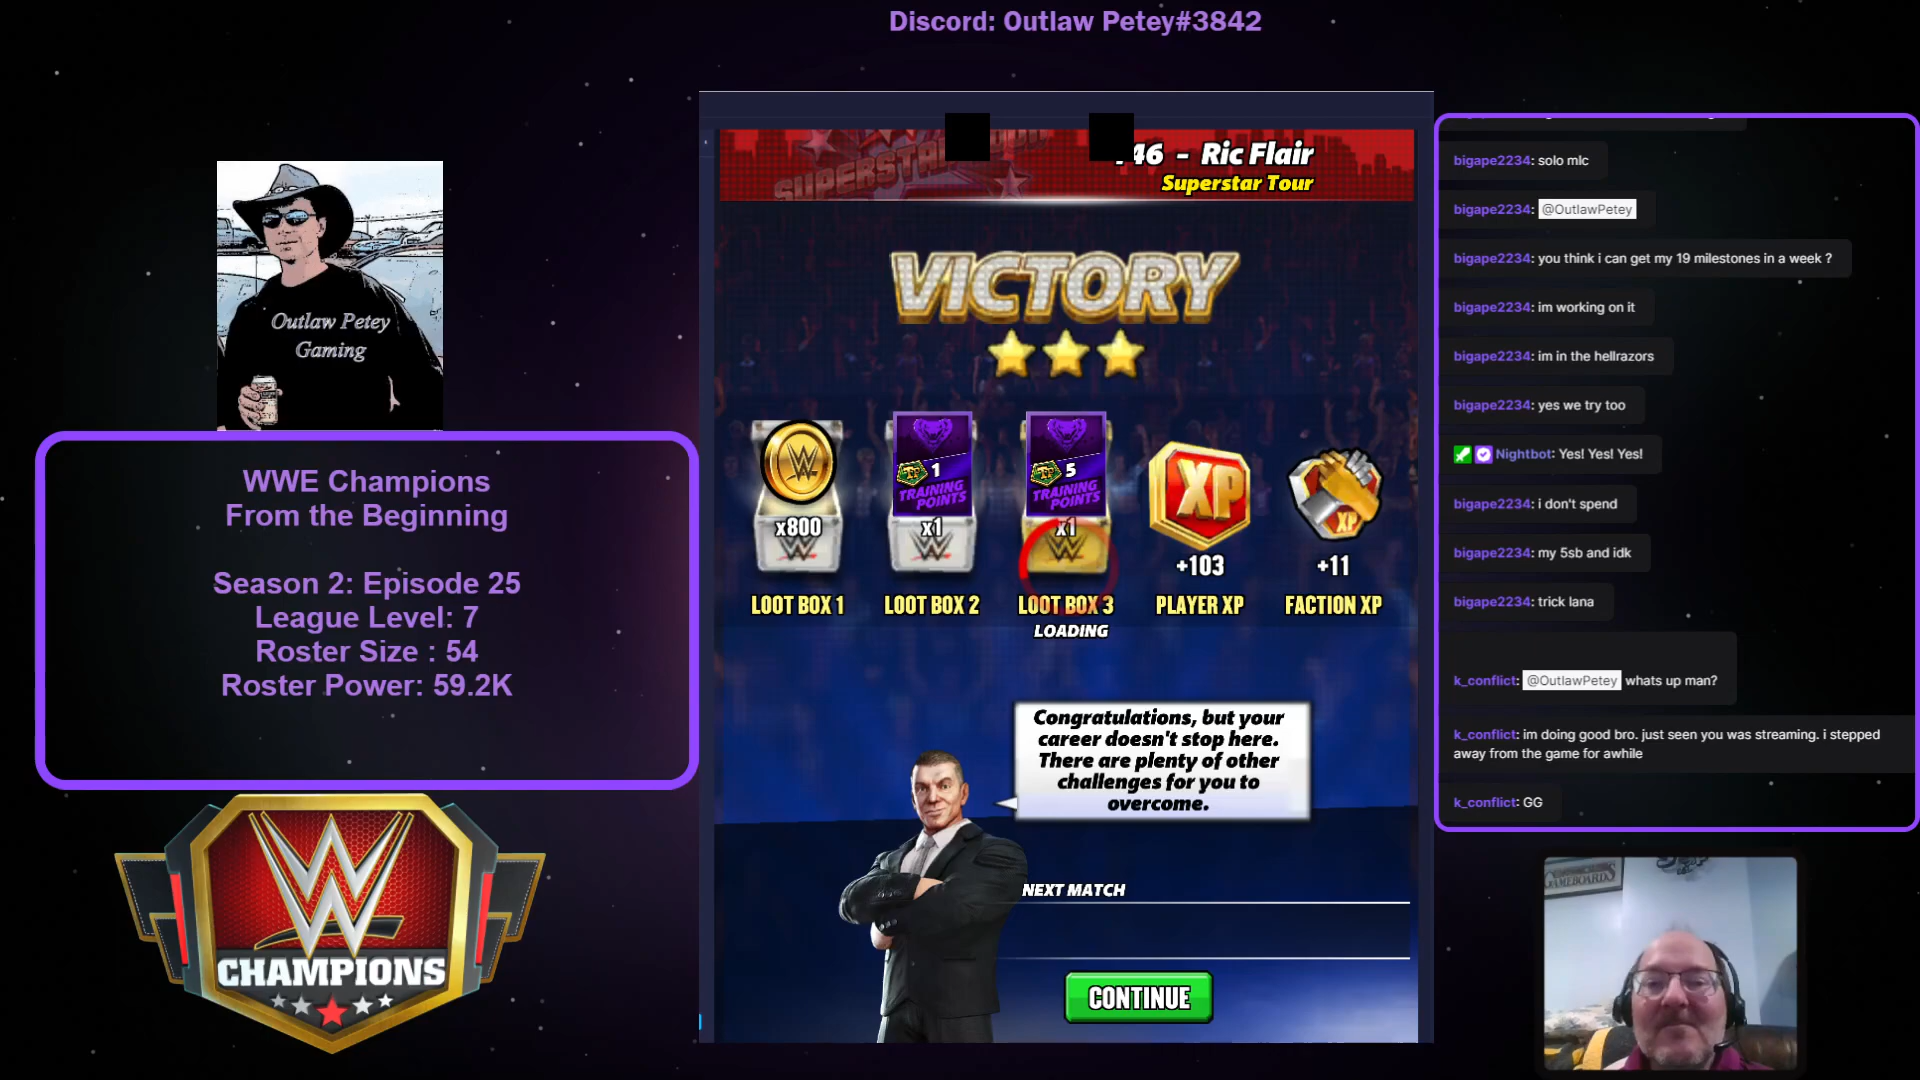 Discord: Outlaw Petey#3842
Outlaw Petey
Gaming
WWE Champions
From the Beginning
Season 2: Episode 25
League Level: 7
Roster Size : 54
Roster Power: 59.2K
CHAMPIONS
46 - Ric Flair
Superstar Tour
VICTORY
x800
LOOT BOX 1
1
TRAINING
POINTS
x1
LOOT BOX 2
5
TRAINING
POINTS
x1
LOOT BOX 3
LOADING
XP
+103
PLAYER XP
XP
+11
FACTION XP
Congratulations, but your
career doesn't stop here.
There are plenty of other
challenges for you to
overcome.
NEXT MATCH
CONTINUE
bigape2234: solo mlc
bigape2234: @OutlawPetey
bigape2234: you think i can get my 19 milestones in a week ?
bigape2234: im working on it
bigape2234: im in the hellrazors
bigape2234: yes we try too
Nightbot: Yes! Yes! Yes!
bigape2234: i don't spend
bigape2234: my 5sb and idk
bigape2234: trick lana
k_conflict: @OutlawPetey whats up man?
k_conflict: im doing good bro. just seen you was streaming. i stepped
away from the game for awhile
k_conflict: GG